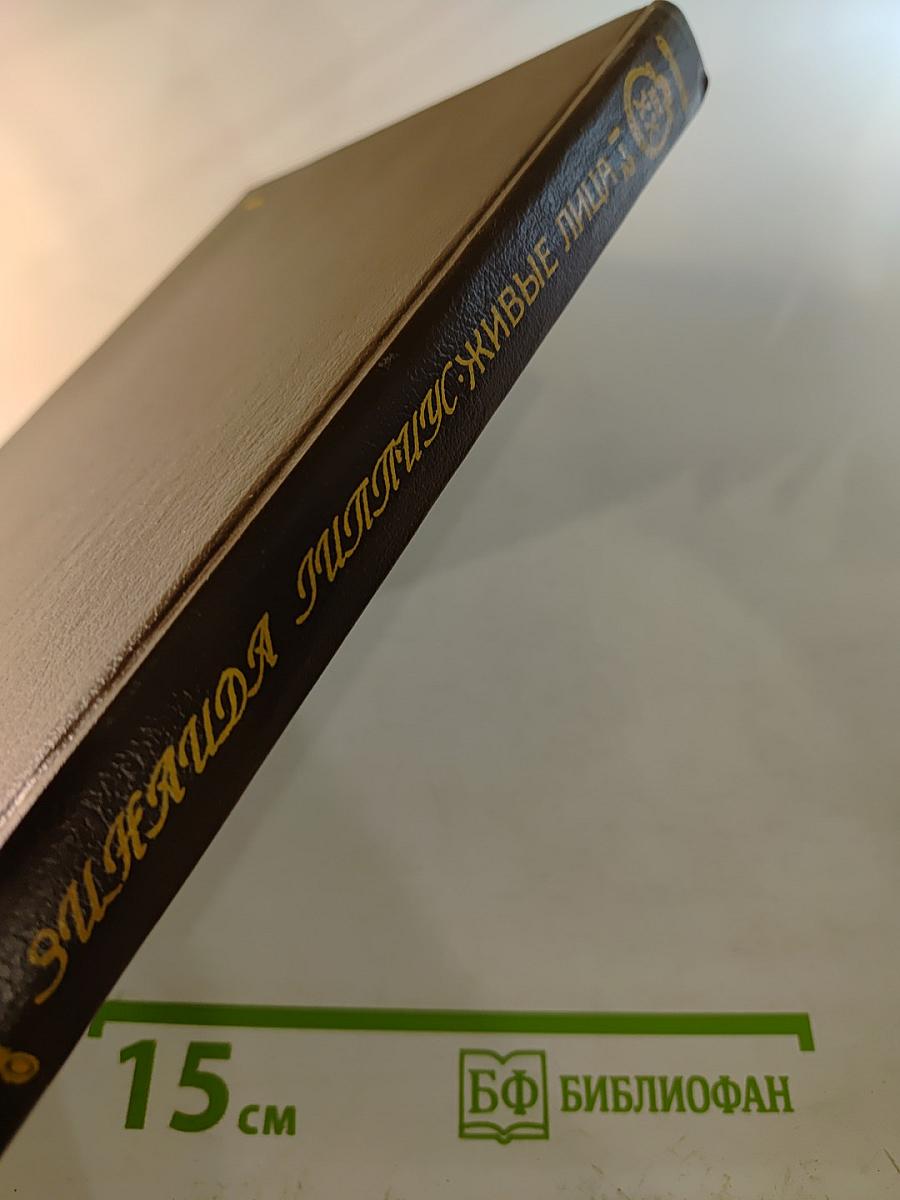 ЗИНАИДА ГИППИУС · ЖИВЫЕ ЛИЦА
15 см
БФ БИБЛИОФАН